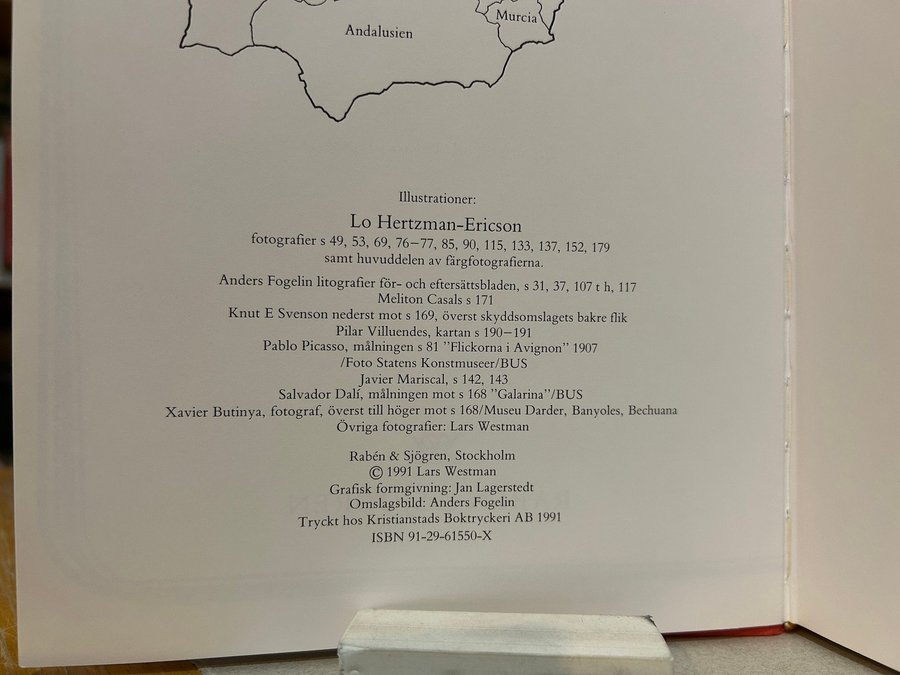 Murcia
Andalusien
Illustrationer:
Lo Hertzman-Ericson
fotografier s 49, 53, 69, 76–77, 85, 90, 115, 133, 137, 152, 179
samt huvuddelen av färgfotografierna.
Anders Fogelin litografier för- och eftersättsbladen, s 31, 37, 107 t h, 117
Meliton Casals s 171
Knut E Svenson nederst mot s 169, överst skyddsomslagets bakre flik
Pilar Villuendes, kartan s 190–191
Pablo Picasso, målningen s 81 ”Flickorna i Avignon” 1907
/Foto Statens Konstmuseer/BUS
Javier Mariscal, s 142, 143
Salvador Dalí, målningen mot s 168 ”Galarina”/BUS
Xavier Butinya, fotograf, överst till höger mot s 168/Museu Darder, Banyoles, Bechuana
Övriga fotografier: Lars Westman
Rabén & Sjögren, Stockholm
© 1991 Lars Westman
Grafisk formgivning: Jan Lagerstedt
Omslagsbild: Anders Fogelin
Tryckt hos Kristianstads Boktryckeri AB 1991
ISBN 91-29-61550-X